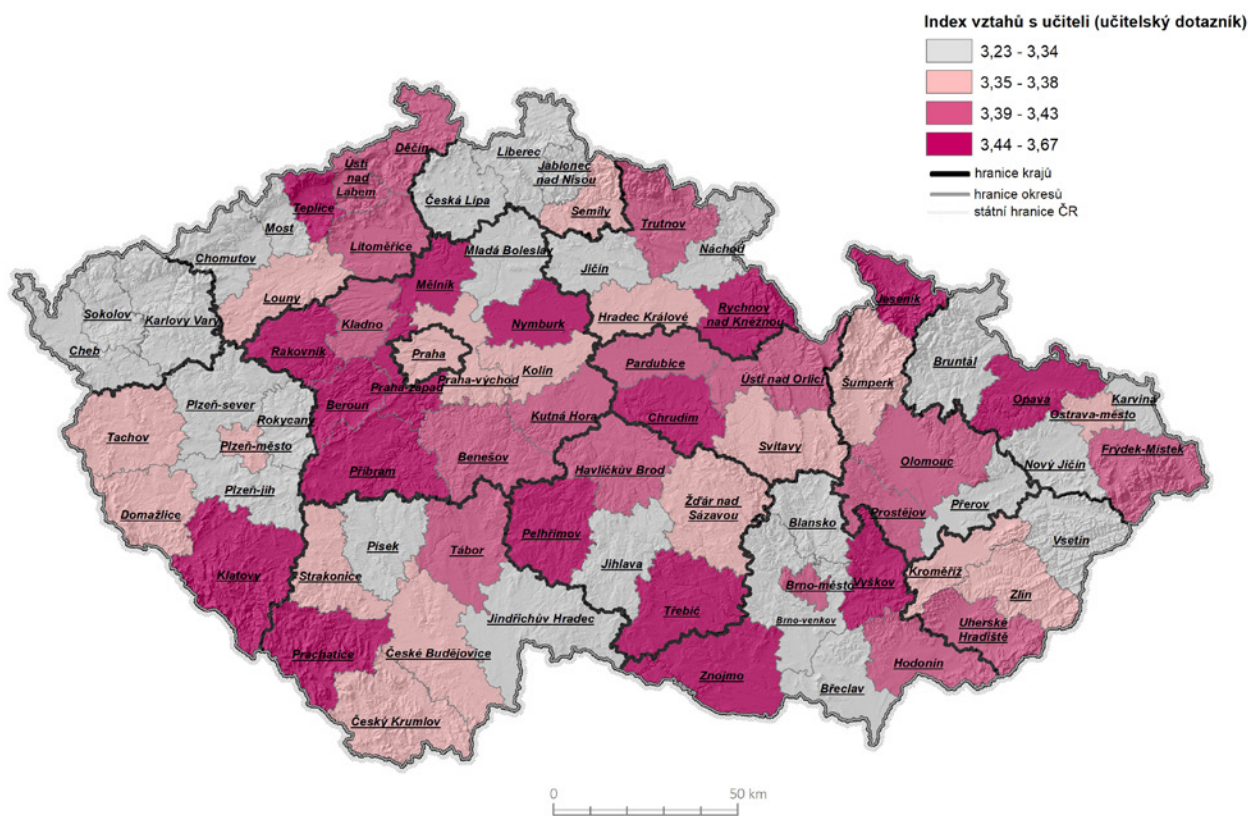 Index vztahů s učiteli (učitelský dotazník)
3,23 - 3,34
3,35 - 3,38
3,39 - 3,43
3,44 - 3,67
hranice krajů
hranice okresů
státní hranice ČR
Děčín
Liberec
Ústí
nad
Labem
Jablonec
nad Nisou
Teplice
Česká Lípa
Semily
Trutnov
Most
Litoměřice
Mladá Boleslav
Náchod
Chomutov
Jičín
Louny
Mělník
Jeseník
Sokolov
Karlovy Vary
Kladno
Nymburk
Hradec Králové
Rychnov
nad Kněžnou
Cheb
Rakovník
Praha
Bruntál
Kolín
Pardubice
Praha-východ
Ústí nad Orlicí
Šumperk
Praha-západ
Plzeň-sever
Beroun
Opava
Karviná
Rokycany
Kutná Hora
Chrudim
Ostrava-město
Tachov
Plzeň-město
Svitavy
Příbram
Benešov
Olomouc
Frýdek-Místek
Nový Jičín
Havlíčkův Brod
Plzeň-jih
Žďár nad
Sázavou
Přerov
Domažlice
Prostějov
Blansko
Pelhřimov
Vsetín
Písek
Tábor
Jihlava
Klatovy
Strakonice
Kroměříž
Brno-město
Vyškov
Zlín
Třebíč
Jindřichův Hradec
Brno-venkov
Uherské
Hradiště
Prachatice
České Budějovice
Hodonín
Znojmo
Břeclav
Český Krumlov
0
50 km